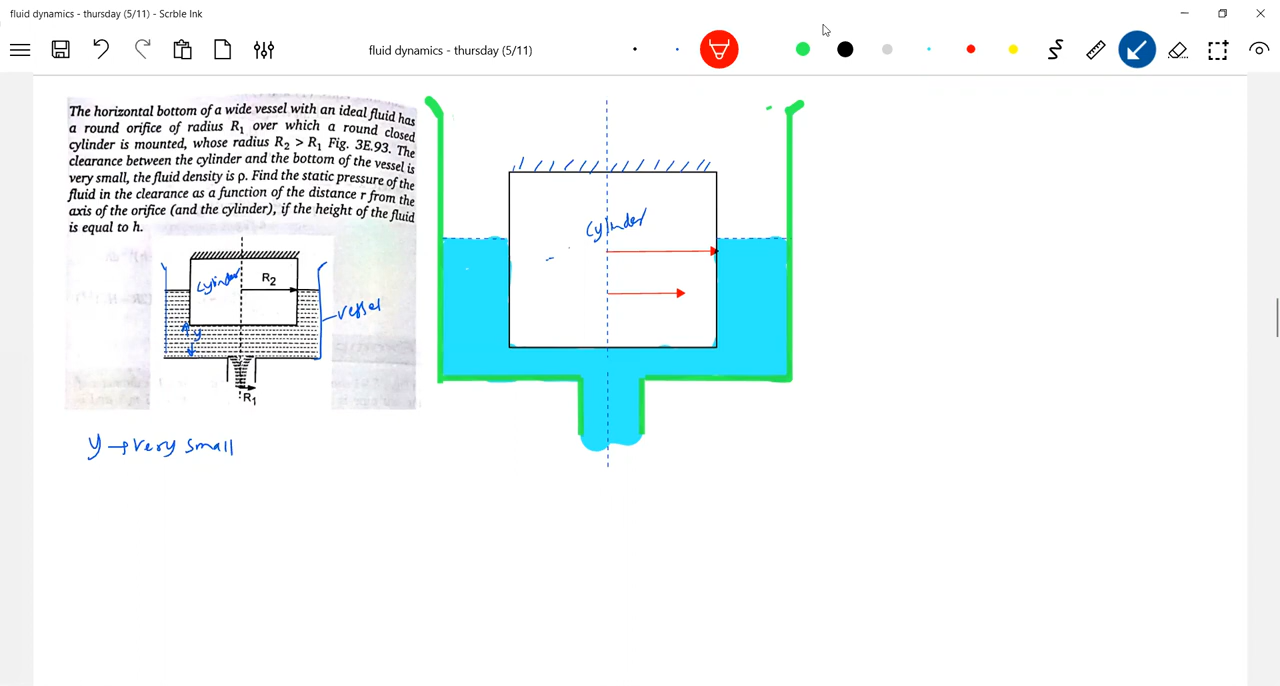 fluid dynamics - thursday (5/11) - Scrble Ink
fluid dynamics - thursday (5/11)
The horizontal bottom of a wide vessel with an ideal fluid has
a round orifice of radius R₁ over which a round closed
cylinder is mounted, whose radius R₂ > R₁ Fig. 3E.93. The
clearance between the cylinder and the bottom of the vessel is
very small, the fluid density is ρ. Find the static pressure of the
fluid in the clearance as a function of the distance r from the
axis of the orifice (and the cylinder), if the height of the fluid
is equal to h.
cylinder
R₂
vessel
y
R₁
y → very small
cylinder